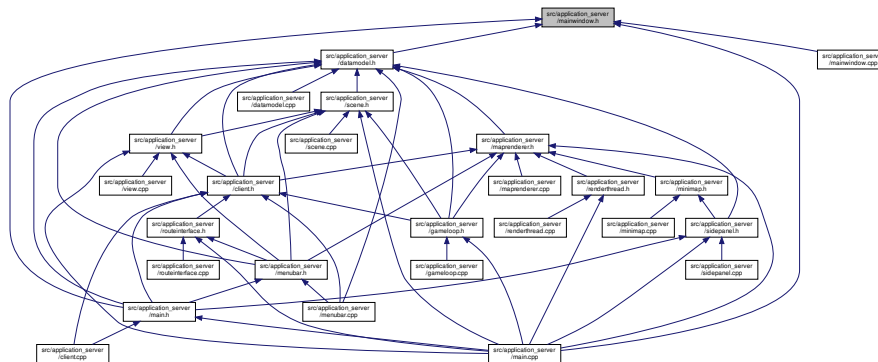 src/application_server
/mainwindow.h
src/application_server
/datamodel.h
src/application_server
/mainwindow.cpp
src/application_server
/datamodel.cpp
src/application_server
/scene.h
src/application_server
/view.h
src/application_server
/scene.cpp
src/application_server
/maprenderer.h
src/application_server
/view.cpp
src/application_server
/client.h
src/application_server
/maprenderer.cpp
src/application_server
/renderthread.h
src/application_server
/minimap.h
src/application_server
/routeinterface.h
src/application_server
/gameloop.h
src/application_server
/renderthread.cpp
src/application_server
/minimap.cpp
src/application_server
/sidepanel.h
src/application_server
/routeinterface.cpp
src/application_server
/menubar.h
src/application_server
/gameloop.cpp
src/application_server
/sidepanel.cpp
src/application_server
/main.h
src/application_server
/menubar.cpp
src/application_server
/client.cpp
src/application_server
/main.cpp